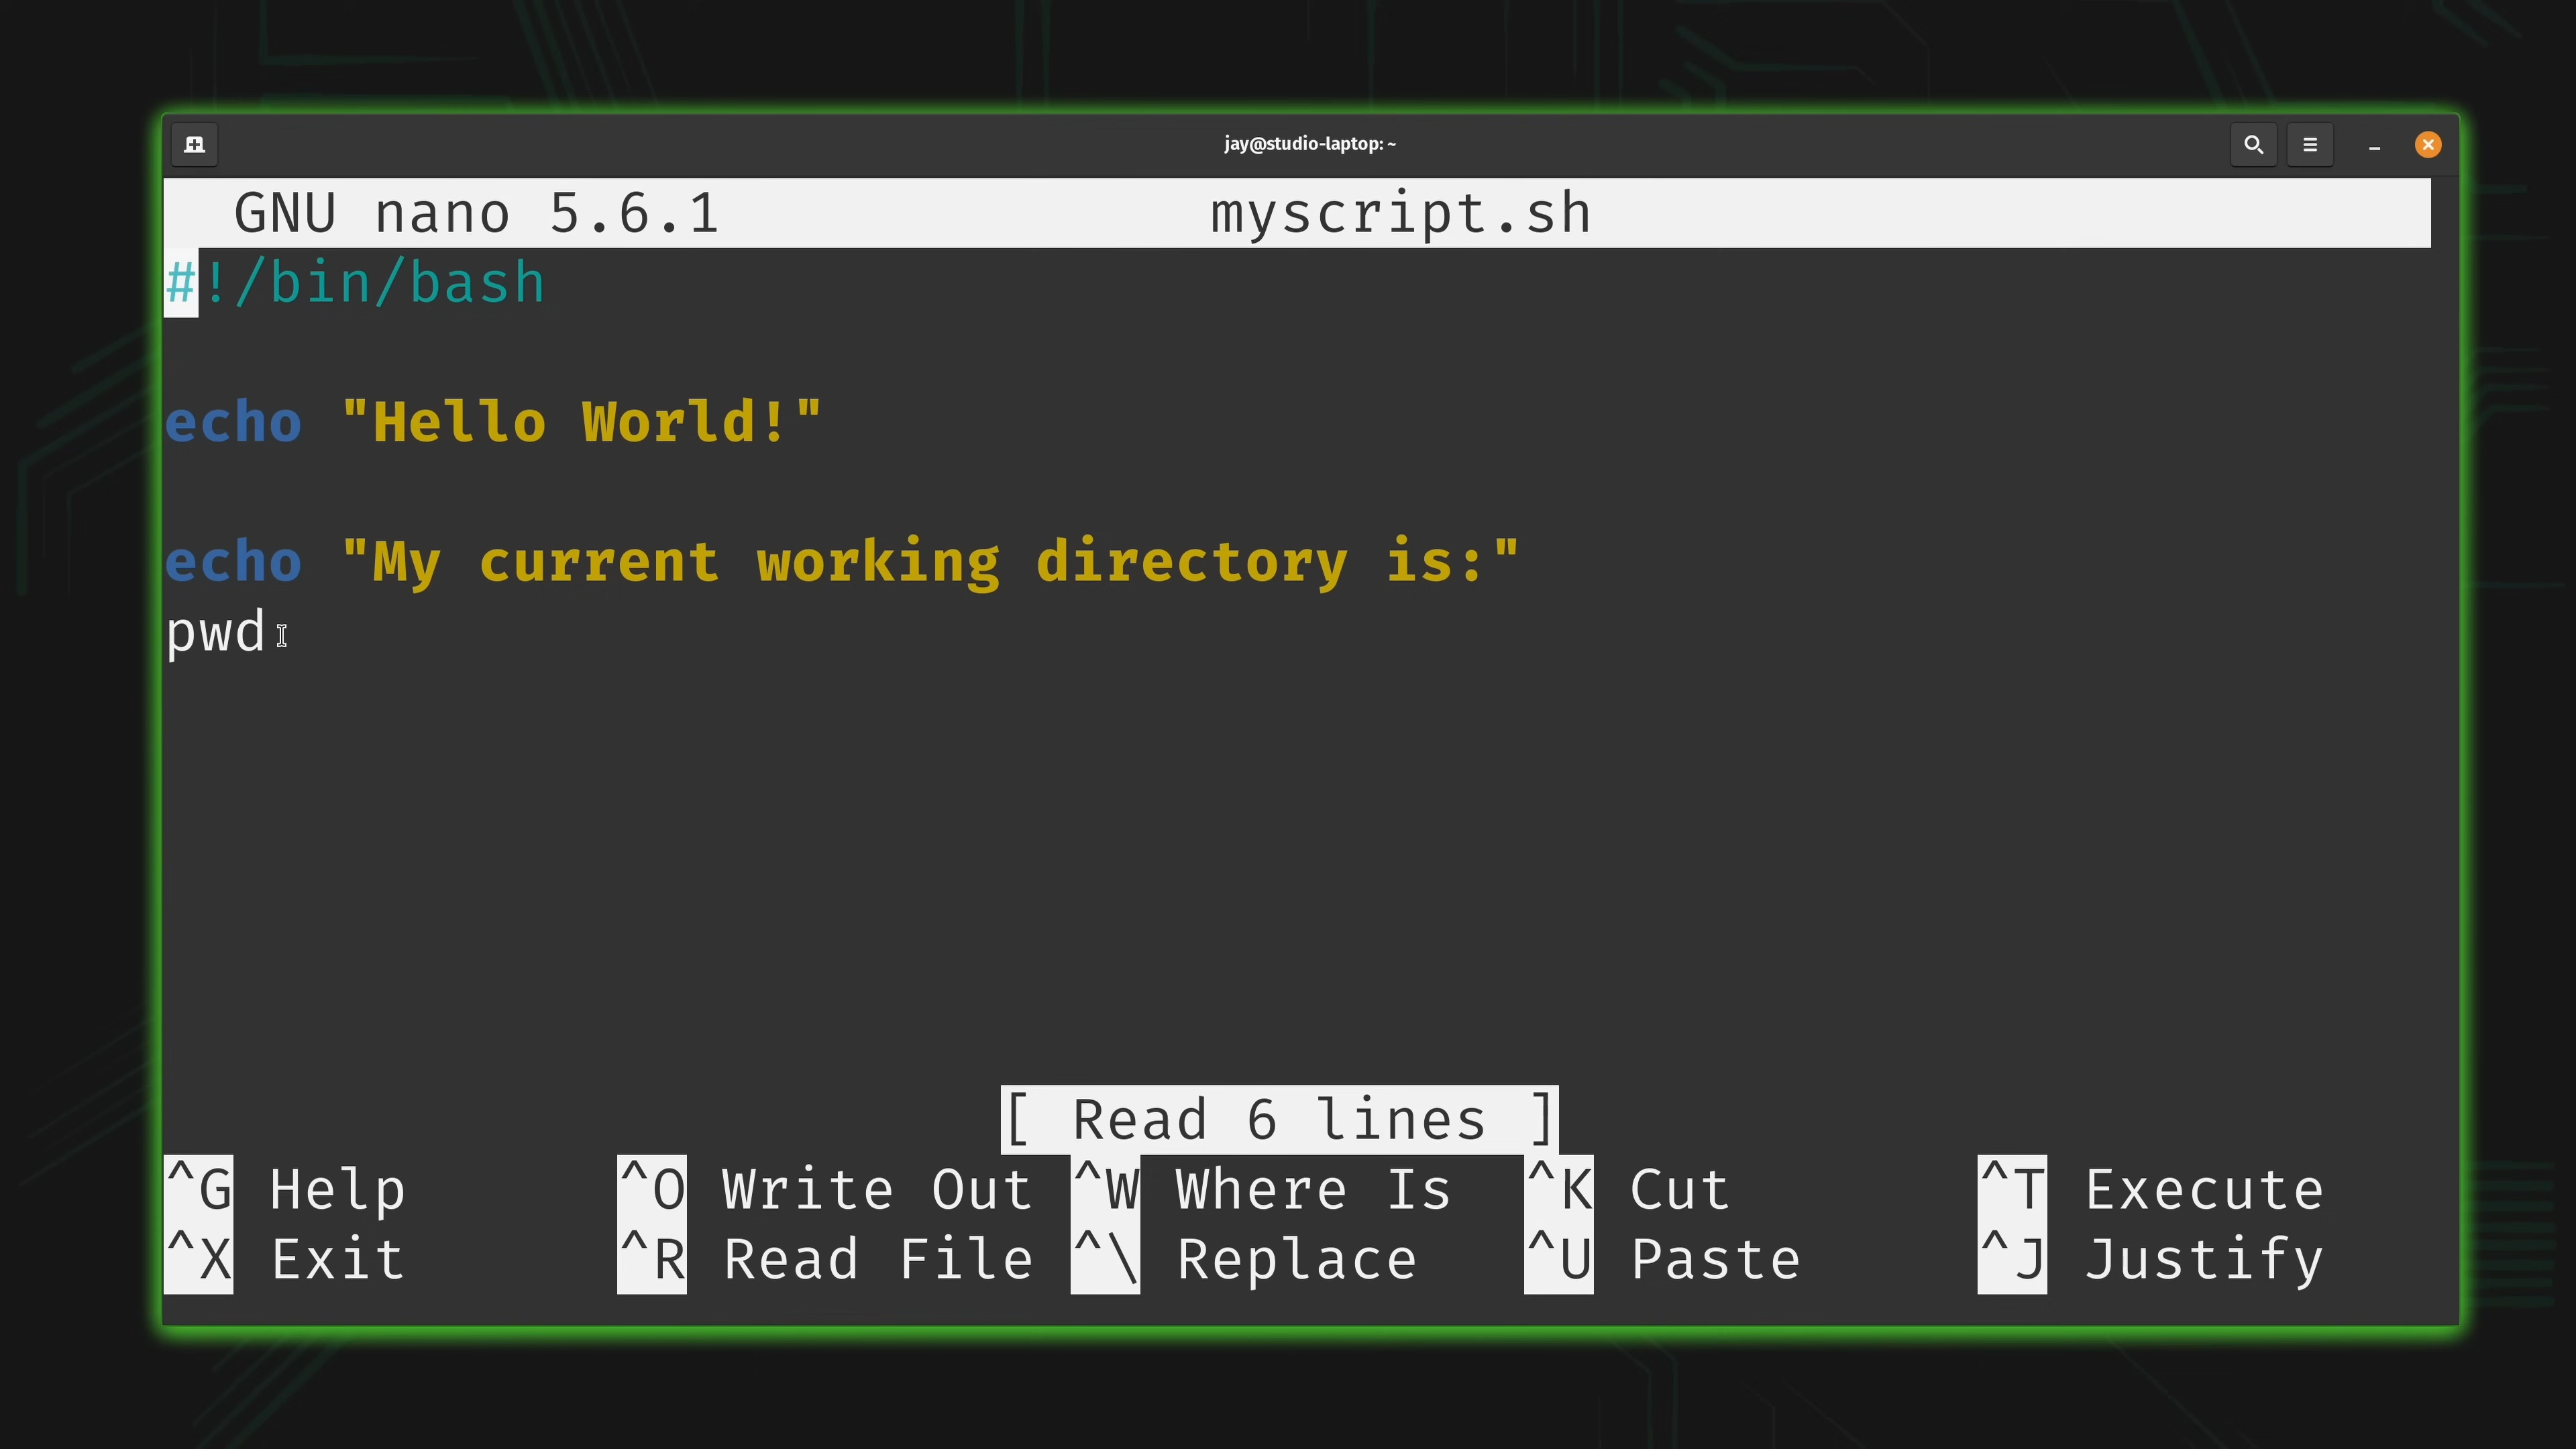 jay@studio-laptop: ~
GNU nano 5.6.1 myscript.sh
#!/bin/bash
echo "Hello World!"
echo "My current working directory is:"
pwd
[ Read 6 lines ]
^G Help ^O Write Out ^W Where Is ^K Cut ^T Execute
^X Exit ^R Read File ^\ Replace ^U Paste ^J Justify